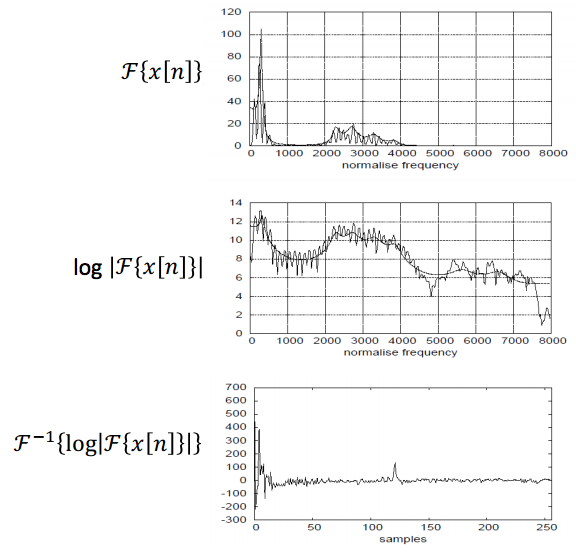 120
100
ℱ{x[n]}
80
60
40
20
0
0 1000 2000 3000 4000 5000 6000 7000 8000
normalise frequency
14
12
10
log |ℱ{x[n]}|
8
6
4
2
0
0 1000 2000 3000 4000 5000 6000 7000 8000
normalise frequency
700
600
500
400
ℱ⁻¹{log|ℱ{x[n]}|}
300
200
100
0
-100
-200
-300
0 50 100 150 200 250
samples